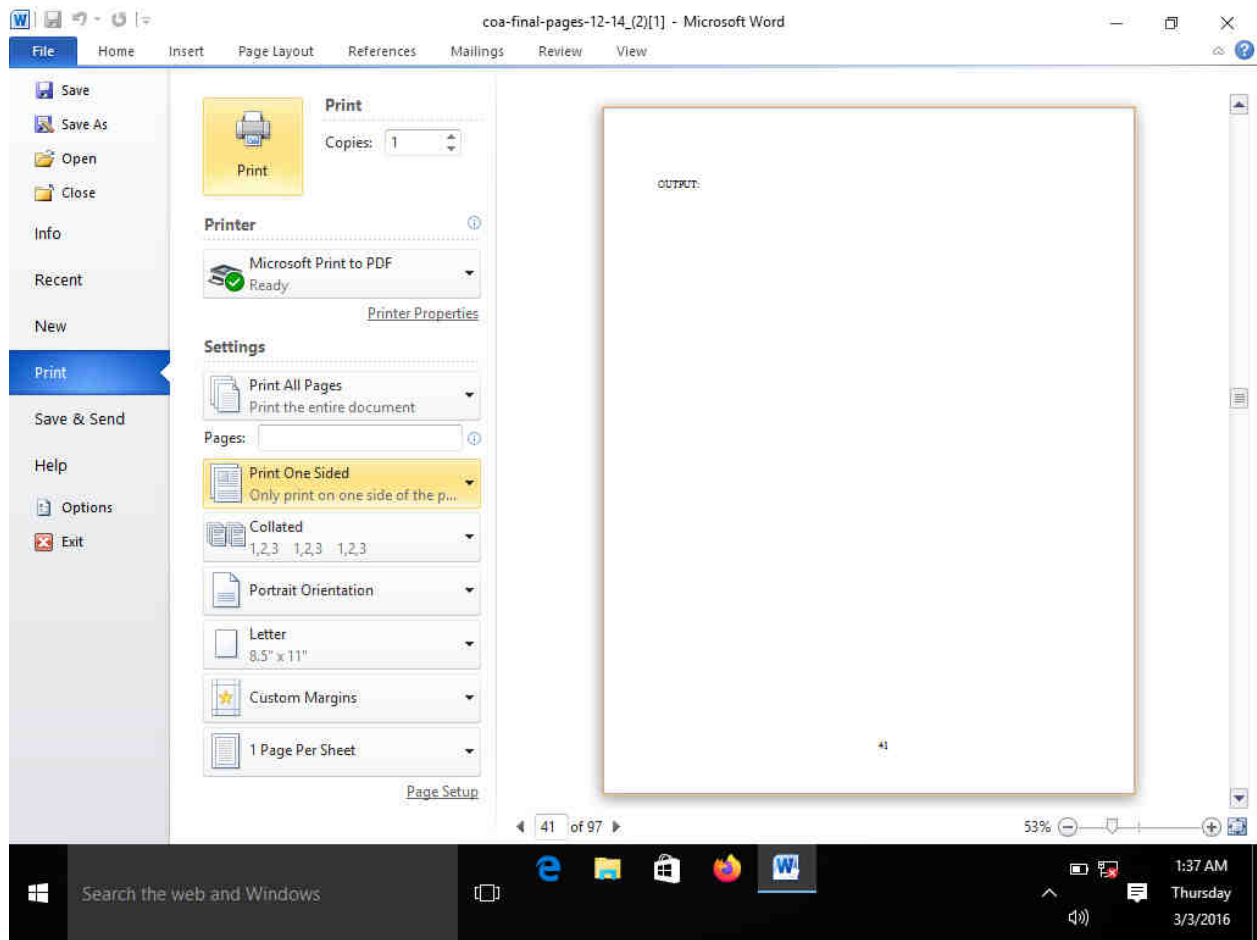 coa-final-pages-12-14_(2)[1] - Microsoft Word
File Home Insert Page Layout References Mailings Review View
Save
Save As
Open
Close
Info
Recent
New
Print
Save & Send
Help
Options
Exit
Print
Print
Copies: 1
Printer
Microsoft Print to PDF
Ready
Printer Properties
Settings
Print All Pages
Print the entire document
Pages:
Print One Sided
Only print on one side of the p...
Collated
1,2,3 1,2,3 1,2,3
Portrait Orientation
Letter
8.5" x 11"
Custom Margins
1 Page Per Sheet
Page Setup
OUTPUT:
41
41 of 97
53%
Search the web and Windows
1:37 AM
Thursday
3/3/2016